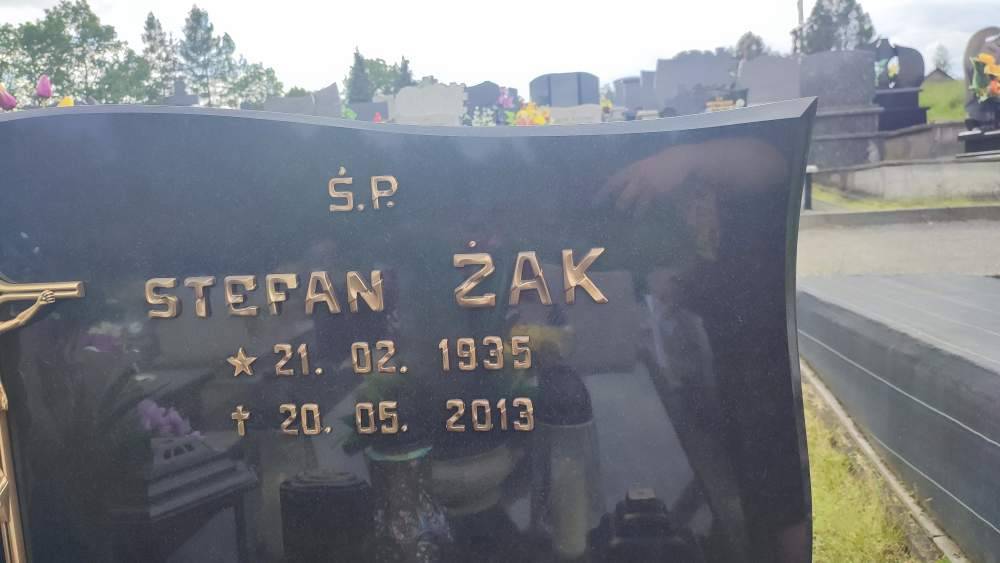 Ś.P.
STEFAN ŻAK
21. 02. 1935
20. 05. 2013